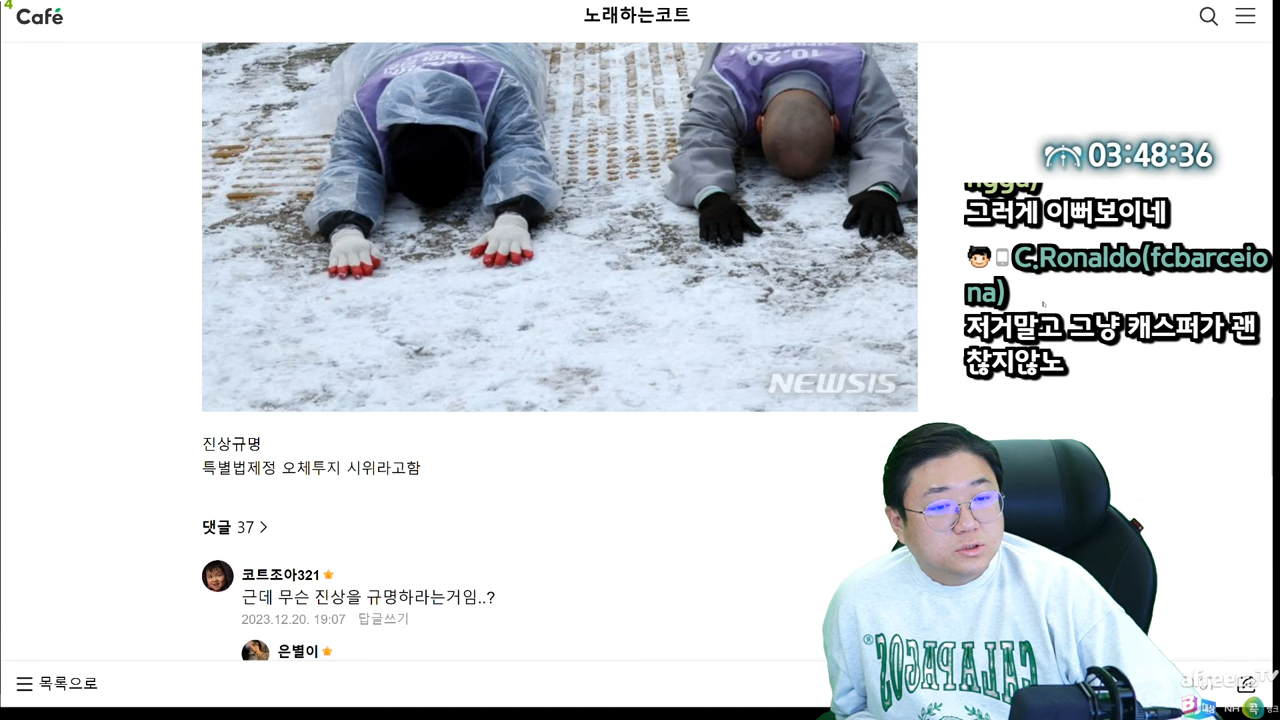 4
Café
노래하는코트
10.29
03:48:36
그러게 이뻐보이네
C.Ronaldo(fcbarceio
na)
저거말고 그냥 캐스퍼가 괜
찮지않노
NEWSIS
진상규명
특별법제정 오체투지 시위라고함
댓글 37
코트조아321
근데 무슨 진상을 규명하라는거임..?
2023.12.20. 19:07 답글쓰기
은별이
GALAPAGOS
목록으로
afreecaTV